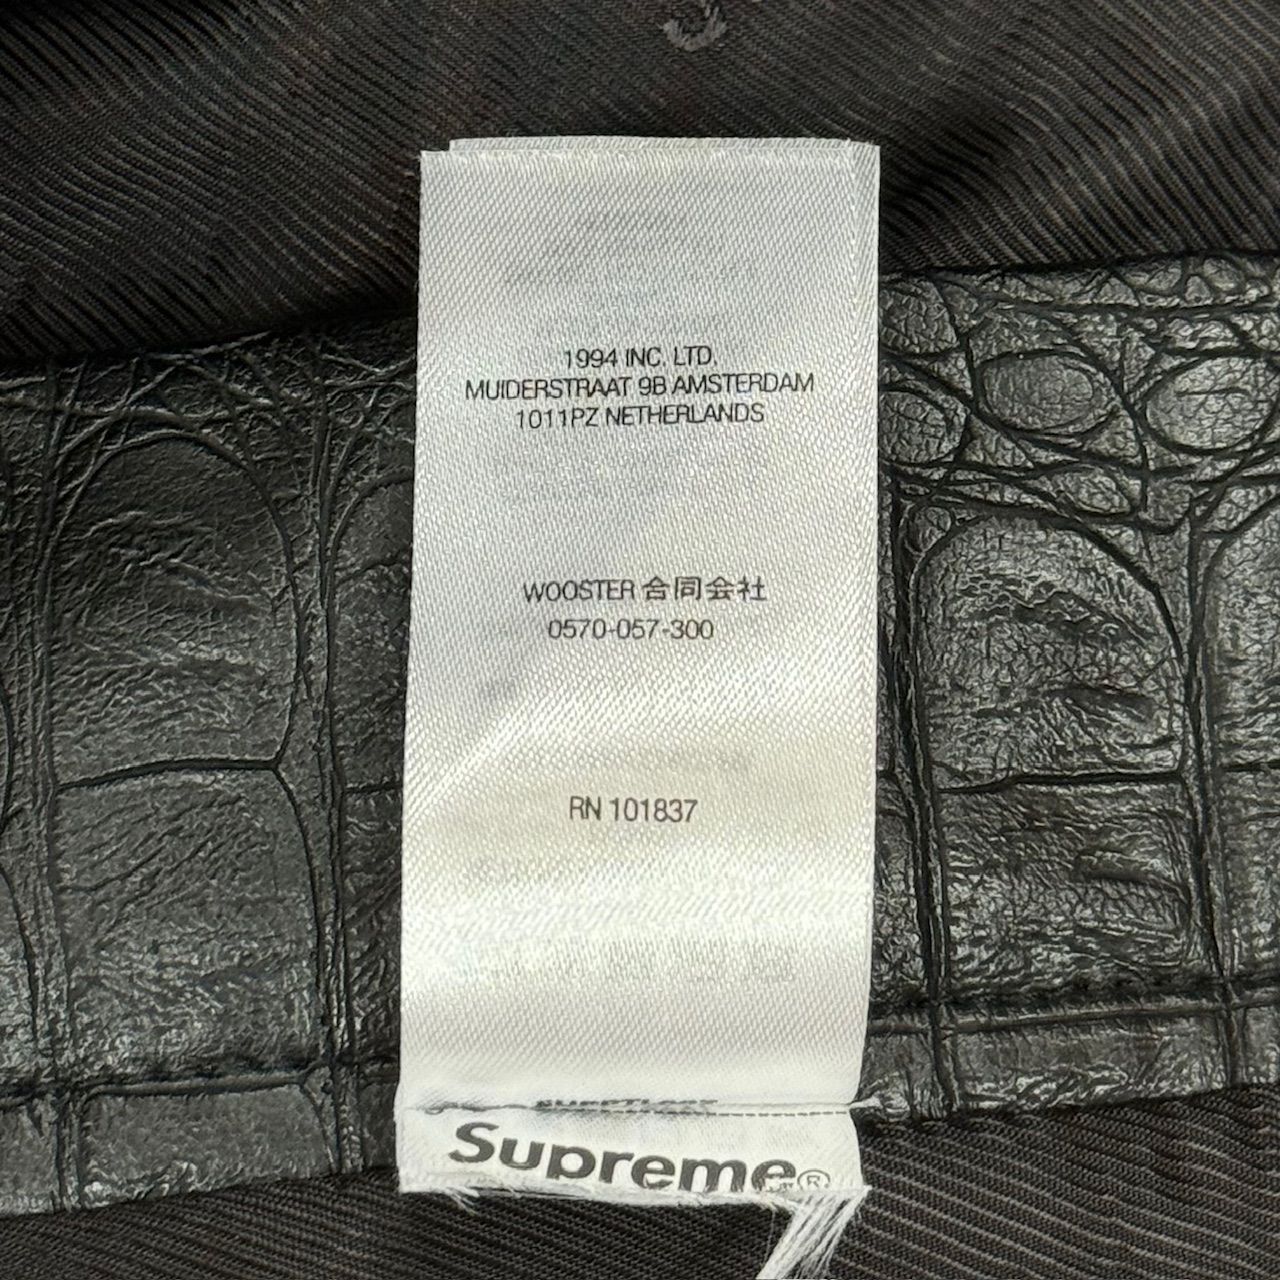 1994 INC. LTD.
MUIDERSTRAAT 9B AMSTERDAM
1011PZ NETHERLANDS
WOOSTER 合同会社
0570-057-300
RN 101837
Supreme®